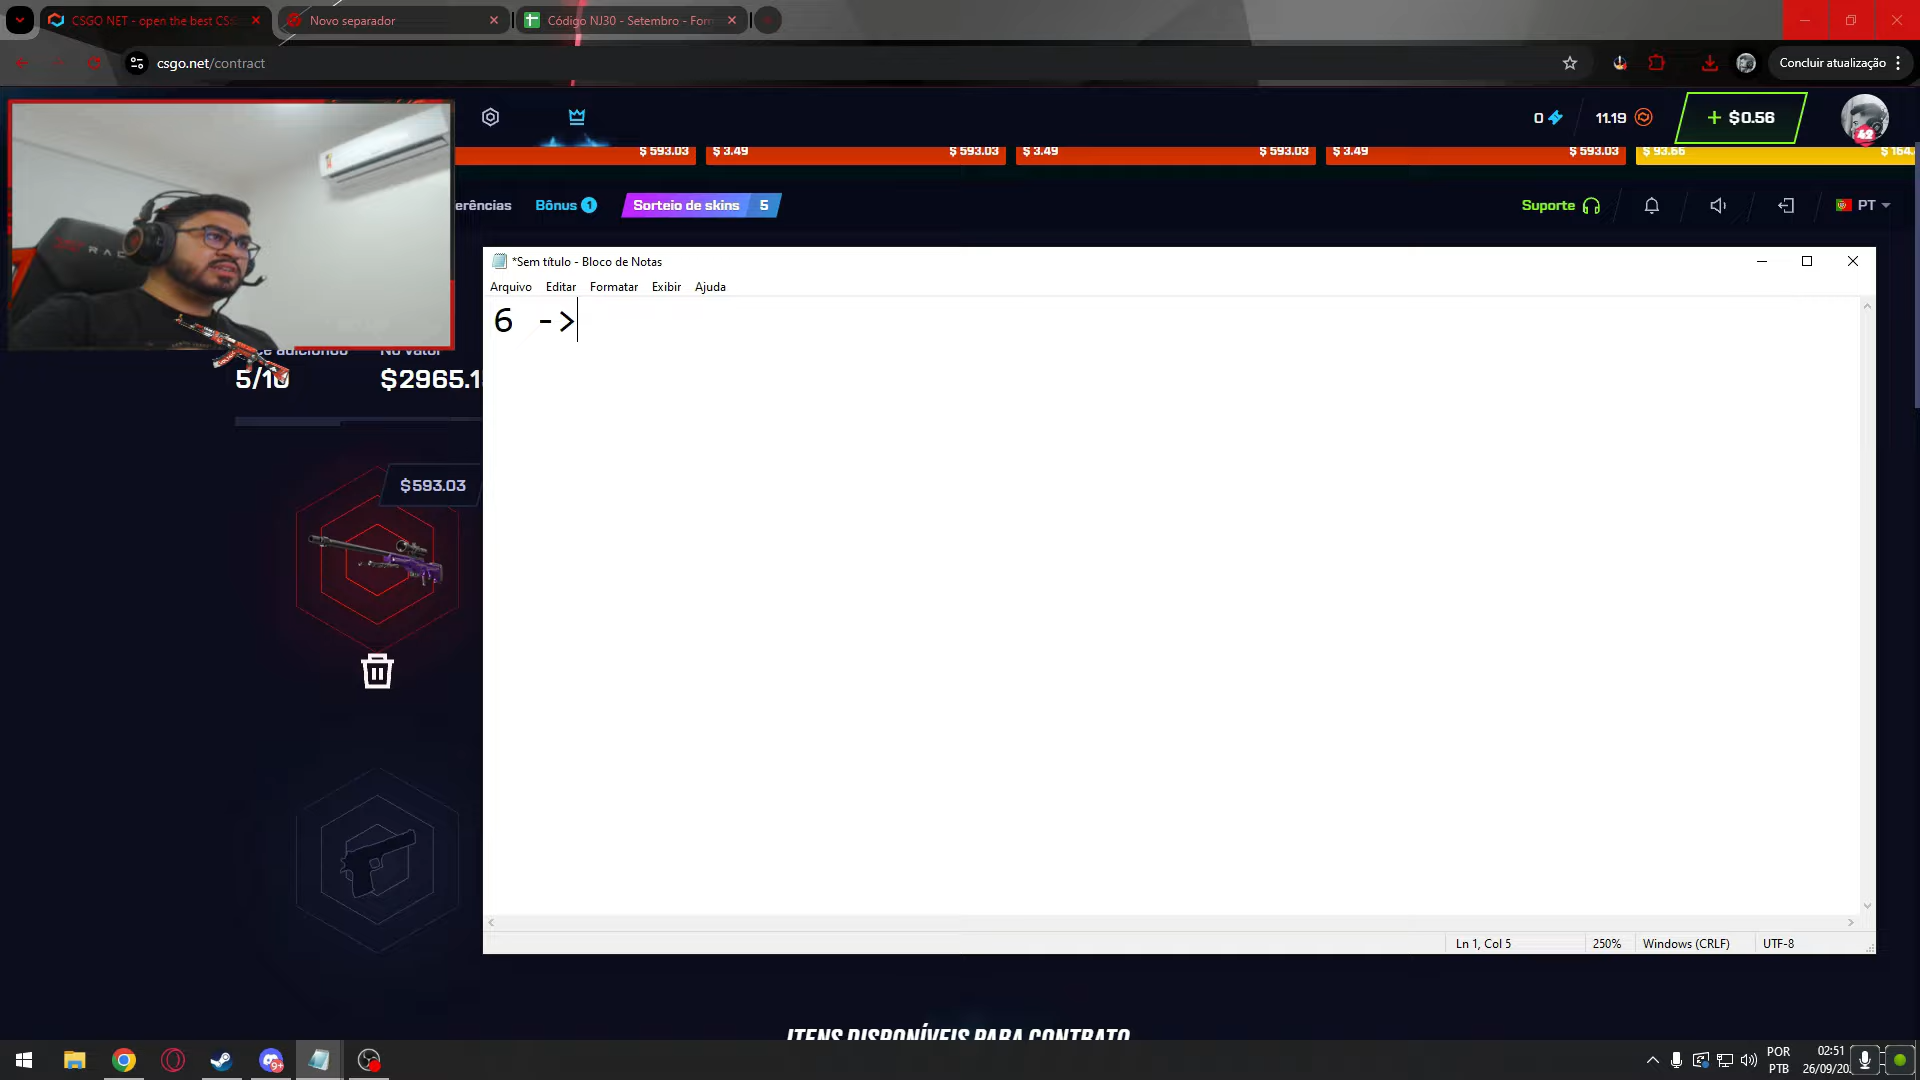 CSGO NET - open the best CS
Novo separador
Código NJ30 - Setembro - Form
csgo.net/contract
Concluir atualização
0
11.19
+ $0.56
42
$ 593.03
$ 3.49
$ 593.03
$ 3.49
$ 593.03
$ 3.49
$ 593.03
$ 93.66
erências
Bônus 1
Sorteio de skins 5
Suporte
PT
*Sem título - Bloco de Notas
Arquivo Editar Formatar Exibir Ajuda
6 ->
5/10
$2965.1
$593.03
Ln 1, Col 5
250%
Windows (CRLF)
UTF-8
ITENS DISPONÍVEIS PARA CONTRATO
9+
POR
PTB
02:51